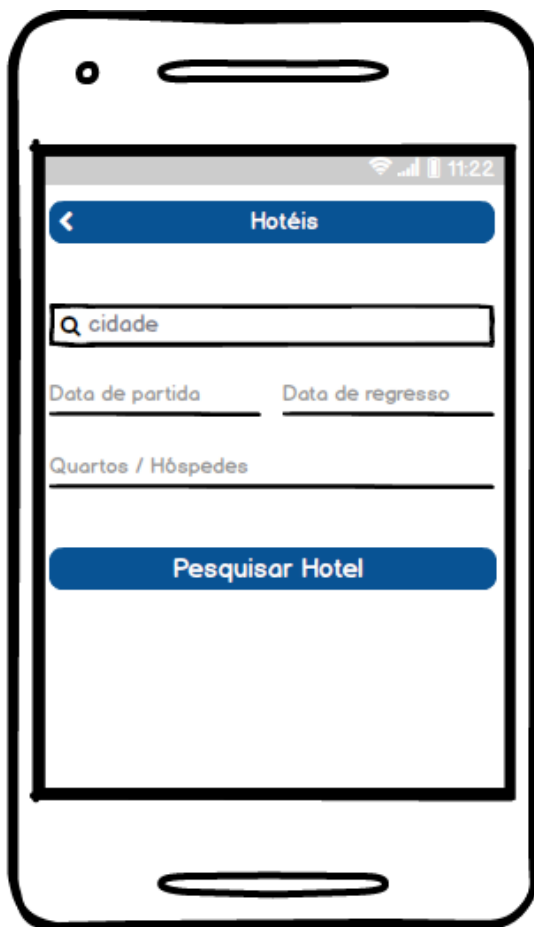 11:22
Hotéis
cidade
Data de partida Data de regresso
Quartos / Hóspedes
Pesquisar Hotel